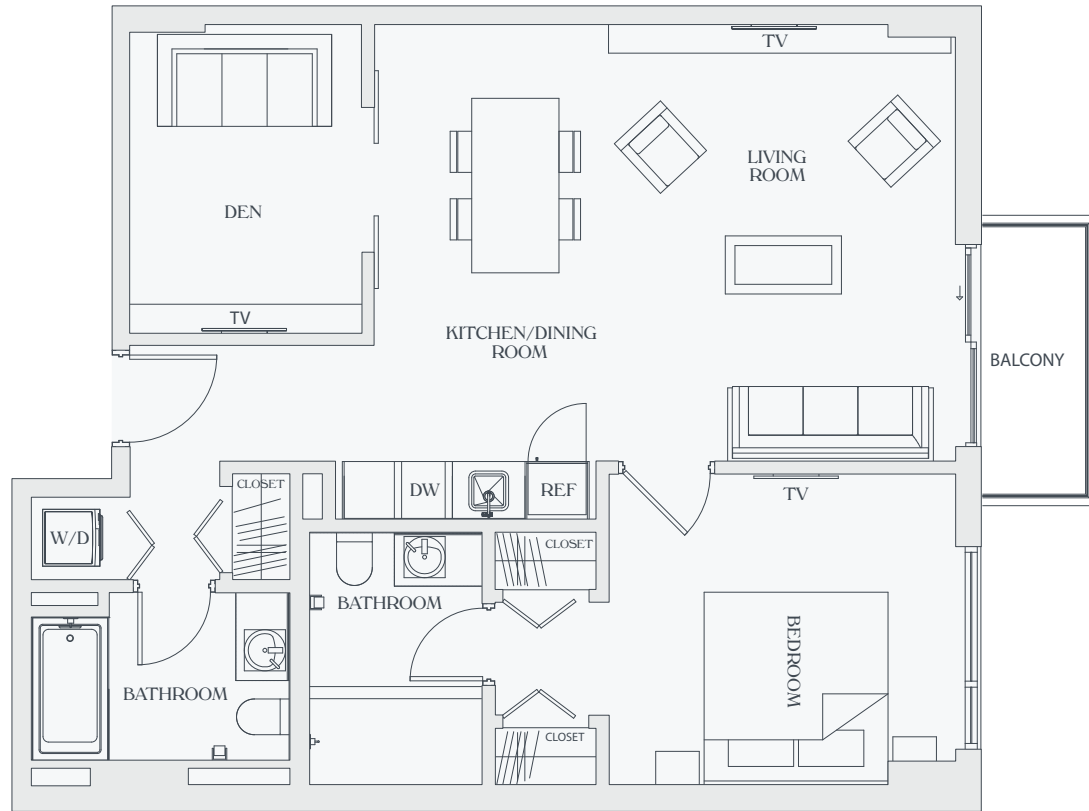 TV
LIVING
ROOM
DEN
TV
KITCHEN/DINING
ROOM
BALCONY
CLOSET
DW
REF
TV
W/D
CLOSET
BATHROOM
BEDROOM
BATHROOM
CLOSET